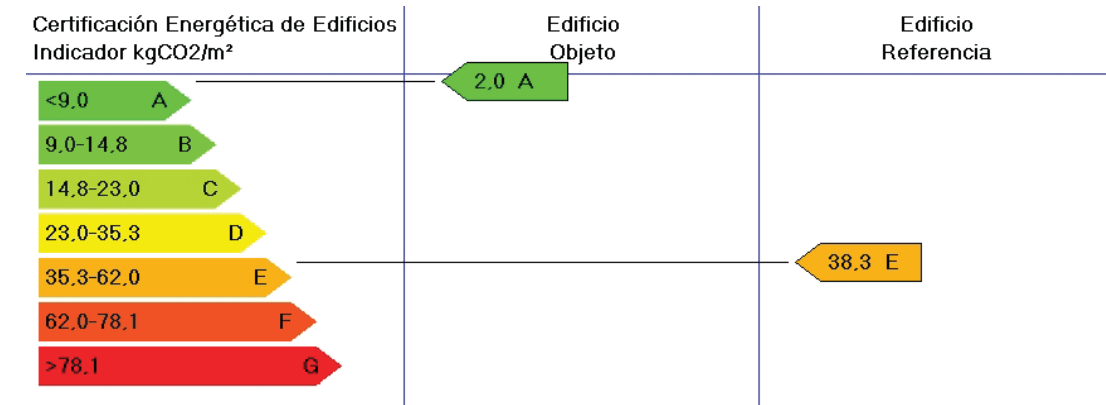 Certificación Energética de Edificios
Indicador kgCO2/m²
Edificio
Objeto
Edificio
Referencia
2,0 A
<9,0 A
9,0-14,8 B
14,8-23,0 C
23,0-35,3 D
35,3-62,0 E
38,3 E
62,0-78,1 F
>78,1 G